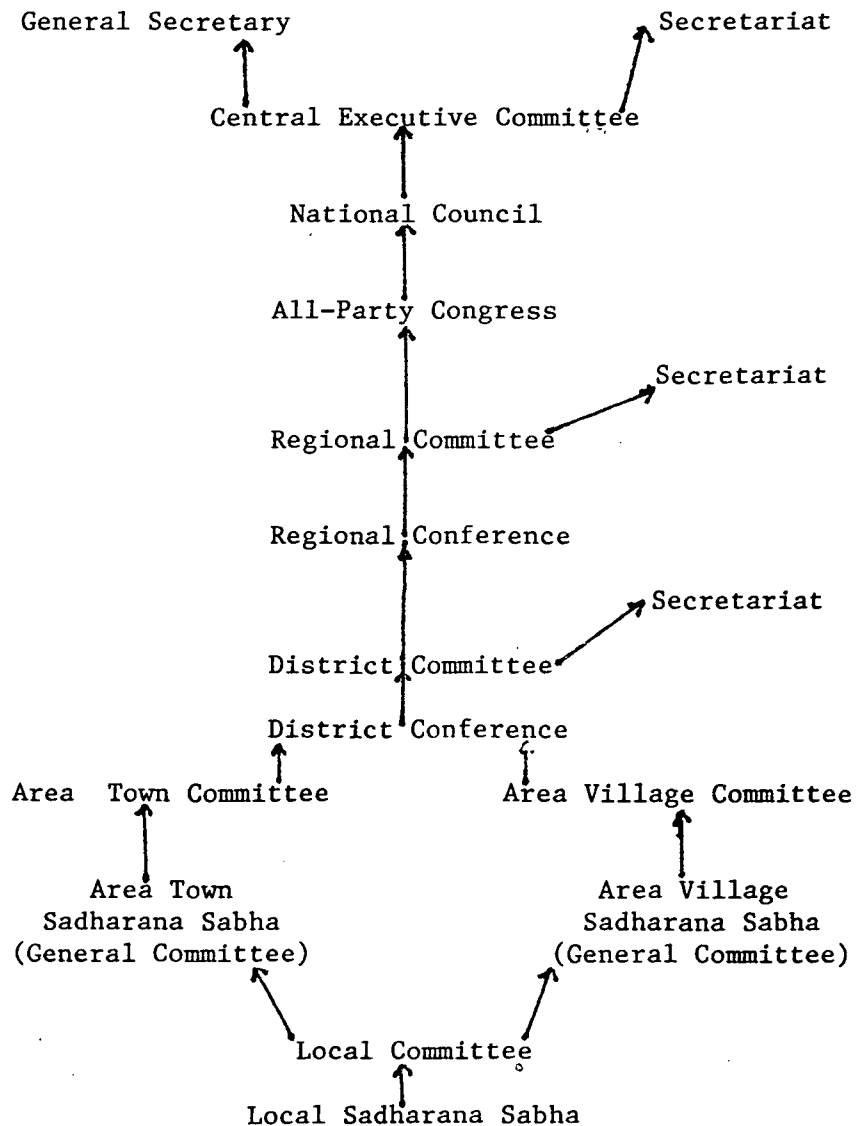 General Secretary
Secretariat
Central Executive Committee
National Council
All-Party Congress
Secretariat
Regional Committee
Regional Conference
Secretariat
District Committee
District Conference
Area Town Committee
Area Village Committee
Area Town
Sadharana Sabha
(General Committee)
Area Village
Sadharana Sabha
(General Committee)
Local Committee
Local Sadharana Sabha